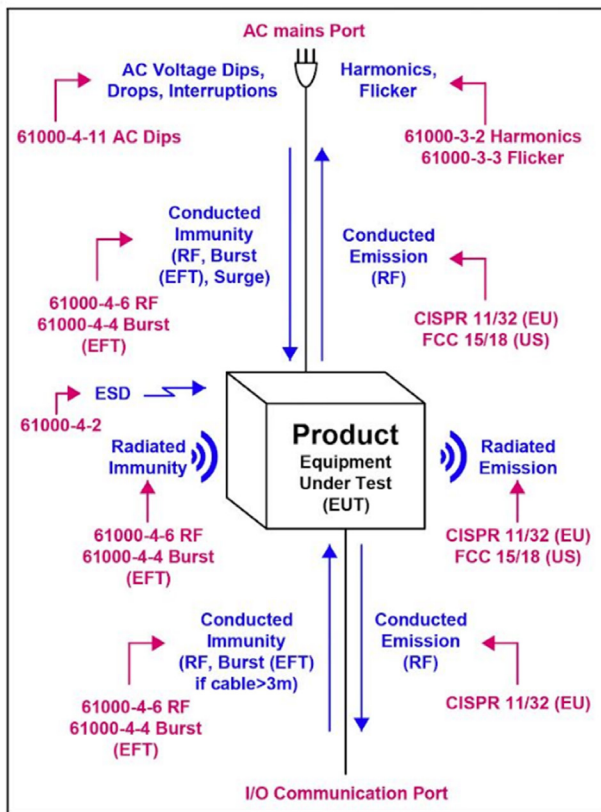 AC mains Port
AC Voltage Dips,
Drops, Interruptions
Harmonics,
Flicker
61000-4-11 AC Dips
61000-3-2 Harmonics
61000-3-3 Flicker
Conducted
Immunity
(RF, Burst
(EFT), Surge)
Conducted
Emission
(RF)
61000-4-6 RF
61000-4-4 Burst
(EFT)
CISPR 11/32 (EU)
FCC 15/18 (US)
ESD
61000-4-2
Radiated
Immunity
Product
Equipment
Under Test
(EUT)
Radiated
Emission
61000-4-6 RF
61000-4-4 Burst
(EFT)
CISPR 11/32 (EU)
FCC 15/18 (US)
Conducted
Immunity
(RF, Burst (EFT)
if cable>3m)
Conducted
Emission
(RF)
61000-4-6 RF
61000-4-4 Burst
(EFT)
CISPR 11/32 (EU)
I/O Communication Port